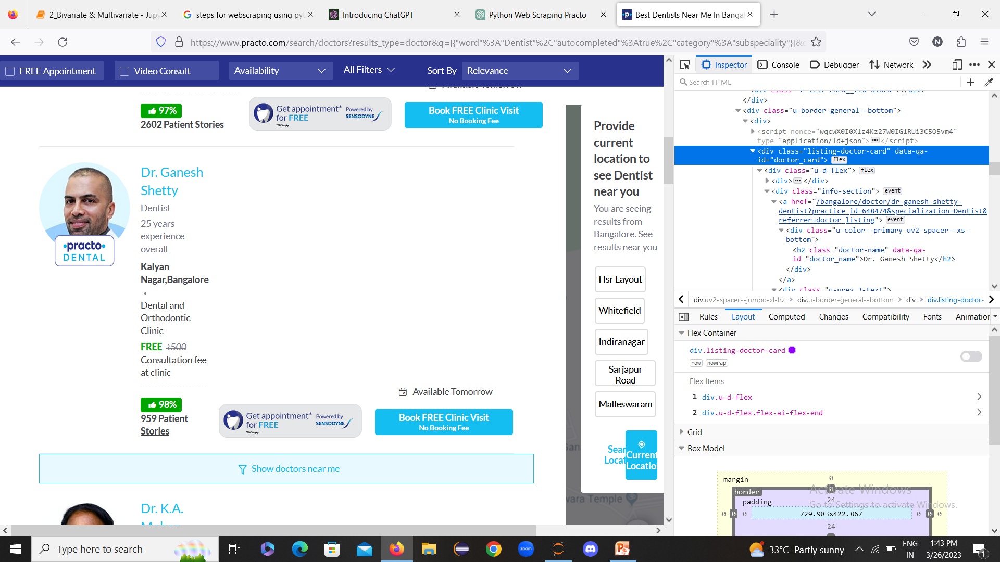 2_Bivariate & Multivariate - Jupy
steps for webscraping using pyt
Introducing ChatGPT
Python Web Scraping Practo
Best Dentists Near Me In Banga
https://www.practo.com/search/doctors?results_type=doctor&q=[{"word"%3A"Dentist"%2C"autocompleted"%3Atrue%2C"category"%3A"subspeciality"}]&c
N
FREE Appointment
Video Consult
Availability
All Filters
Sort By
Relevance
97%
2602 Patient Stories
Get appointment*
for FREE
*T&C Apply
Powered by
SENSODYNE
Book FREE Clinic Visit
No Booking Fee
Dr. Ganesh
Shetty
Dentist
25 years
experience
overall
•practo•
DENTAL
Kalyan
Nagar,Bangalore
•
Dental and
Orthodontic
Clinic
FREE ₹500
Consultation fee
at clinic
98%
959 Patient
Stories
Available Tomorrow
Get appointment*
for FREE
*T&C Apply
Powered by
SENSODYNE
Book FREE Clinic Visit
No Booking Fee
Show doctors near me
Dr. K.A.
Mohan
Provide
current
location to
see Dentist
near you
You are seeing
results from
Bangalore. See
results near you
Hsr Layout
Whitefield
Indiranagar
Sarjapur
Road
Malleswaram
Sear
Locat
Current
Locatio
wara Temple
Inspector
Console
Debugger
Network
Search HTML
</div>
<div class="u-border-general--bottom">
<div>
<script nonce="wqcwX0I0Xlz4Kz27W0IG1RUi3C5O5vm4"
type="application/ld+json"> ••• </script>
<div class="listing-doctor-card" data-qa-
id="doctor_card"> flex
<div class="u-d-flex"> flex
<div> ••• </div>
<div class="info-section"> event
<a href="/bangalore/doctor/dr-ganesh-shetty-
dentist?practice_id=648474&specialization=Dentist&
referrer=doctor_listing"> event
<div class="u-color--primary uv2-spacer--xs-
bottom">
<h2 class="doctor-name" data-qa-
id="doctor_name">Dr. Ganesh Shetty</h2>
</div>
</a>
<div class="u-grey_3-text">
div.uv2-spacer--jumbo-xl-hz
div.u-border-general--bottom
div
div.listing-doctor-
Rules
Layout
Computed
Changes
Compatibility
Fonts
Animation
Flex Container
div.listing-doctor-card
row
nowrap
Flex Items
1 div.u-d-flex
2 div.u-d-flex.flex-ai-flex-end
Grid
Box Model
margin
0
border
0
padding
24
0 0 0
729.983×422.867
0 0 0
24
Activate Windows
Go to Settings to activate Windows.
Type here to search
zoom
33°C Partly sunny
ENG
IN
1:43 PM
3/26/2023
1